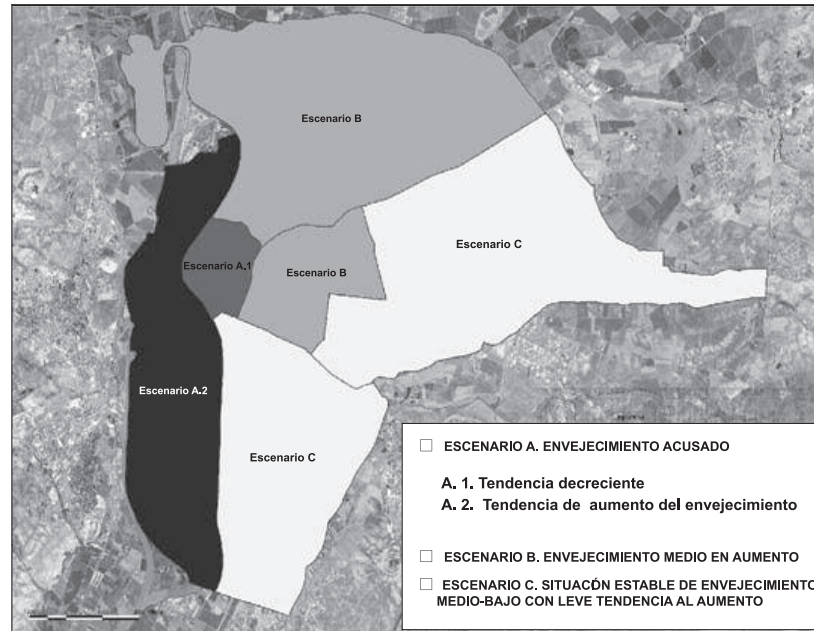 Escenario B
Escenario C
Escenario A.1
Escenario B
Escenario A.2
Escenario C
ESCENARIO A. ENVEJECIMIENTO ACUSADO
A. 1. Tendencia decreciente
A. 2. Tendencia de aumento del envejecimiento
ESCENARIO B. ENVEJECIMIENTO MEDIO EN AUMENTO
ESCENARIO C. SITUACÓN ESTABLE DE ENVEJECIMIENTO
MEDIO-BAJO CON LEVE TENDENCIA AL AUMENTO